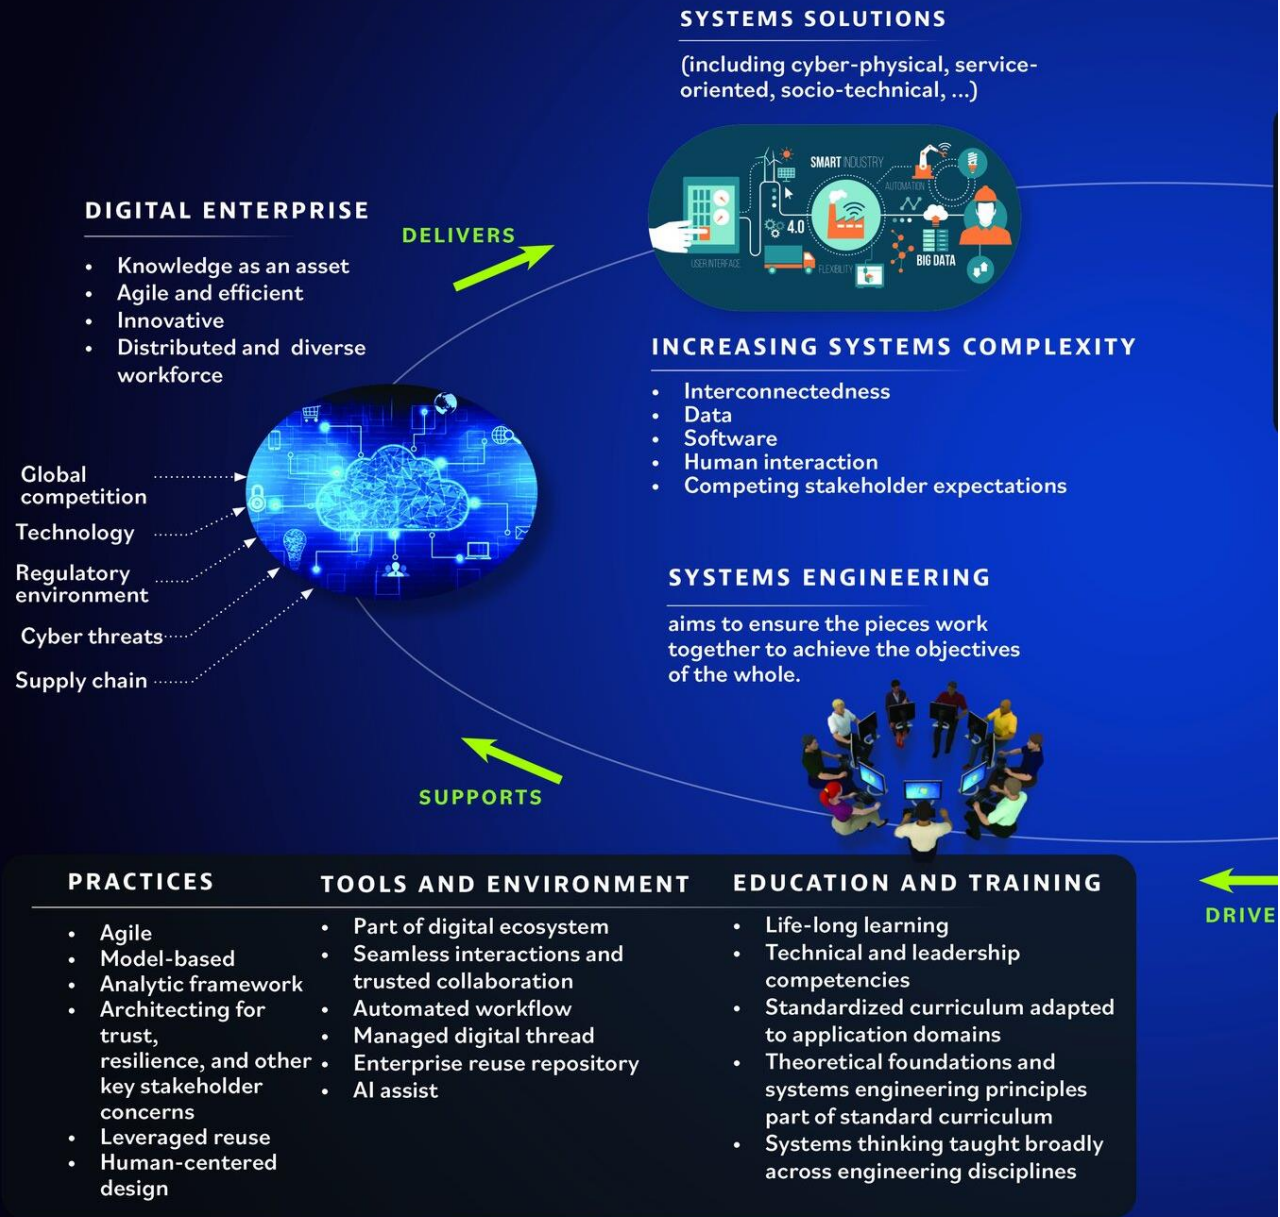 SYSTEMS SOLUTIONS
(including cyber-physical, service-
oriented, socio-technical, ...)
SMART INDUSTRY
AUTOMATION
4.0
USER INTERFACE
FLEXIBILITY
BIG DATA
DIGITAL ENTERPRISE
• Knowledge as an asset
• Agile and efficient
• Innovative
• Distributed and diverse
workforce
DELIVERS
INCREASING SYSTEMS COMPLEXITY
• Interconnectedness
• Data
• Software
• Human interaction
• Competing stakeholder expectations
Global
competition
Technology
Regulatory
environment
Cyber threats
Supply chain
SYSTEMS ENGINEERING
aims to ensure the pieces work
together to achieve the objectives
of the whole.
SUPPORTS
DRIVE
PRACTICES
• Agile
• Model-based
• Analytic framework
• Architecting for
trust,
resilience, and other
key stakeholder
concerns
• Leveraged reuse
• Human-centered
design
TOOLS AND ENVIRONMENT
• Part of digital ecosystem
• Seamless interactions and
trusted collaboration
• Automated workflow
• Managed digital thread
• Enterprise reuse repository
• AI assist
EDUCATION AND TRAINING
• Life-long learning
• Technical and leadership
competencies
• Standardized curriculum adapted
to application domains
• Theoretical foundations and
systems engineering principles
part of standard curriculum
• Systems thinking taught broadly
across engineering disciplines